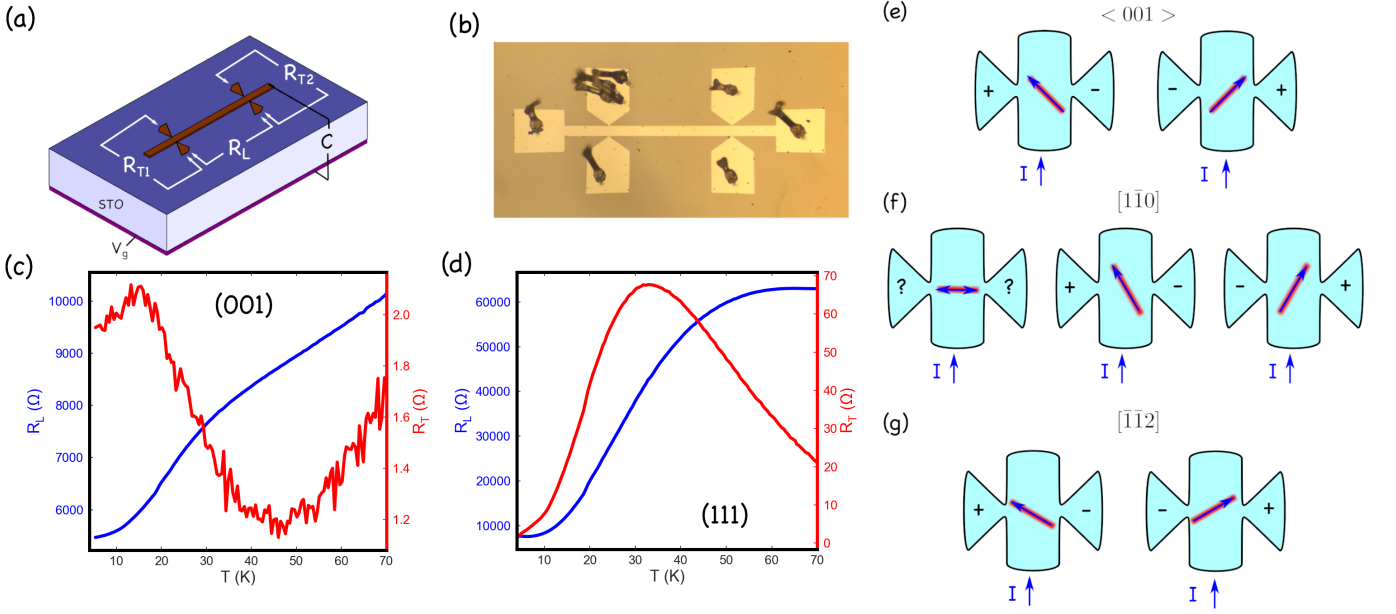 (a)
R_T2
R_L
C
R_T1
STO
V_g
(b)
(c)
(001)
R_L (Ω)
10000
9000
8000
7000
6000
R_T (Ω)
2.0
1.8
1.6
1.4
1.2
10 20 30 40 50 60 70
T (K)
(d)
(111)
R_L (Ω)
60000
50000
40000
30000
20000
10000
R_T (Ω)
70
60
50
40
30
20
10
0
10 20 30 40 50 60 70
T (K)
(e)
< 001 >
+ -
- +
I
I
(f)
[11̄0]
? ?
+ -
- +
I
I
I
(g)
[1̄1̄2]
+ -
- +
I
I